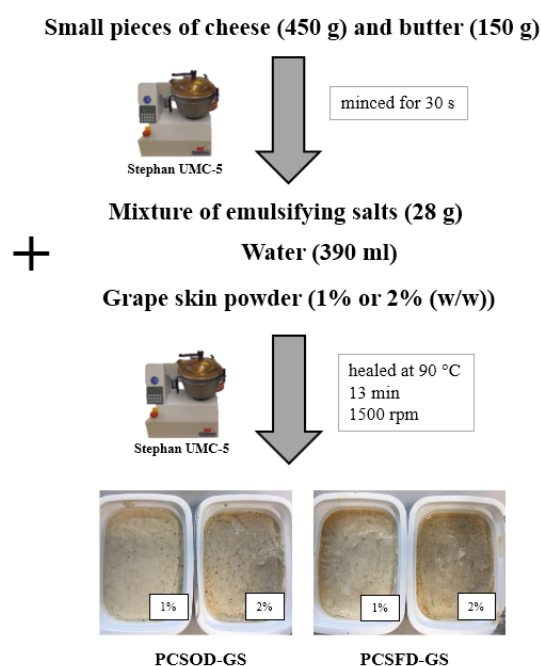 Small pieces of cheese (450 g) and butter (150 g)
minced for 30 s
Stephan UMC-5
Mixture of emulsifying salts (28 g)
+
Water (390 ml)
Grape skin powder (1% or 2% (w/w))
healed at 90 °C
13 min
1500 rpm
Stephan UMC-5
1%
2%
1%
2%
PCSOD-GS
PCSFD-GS